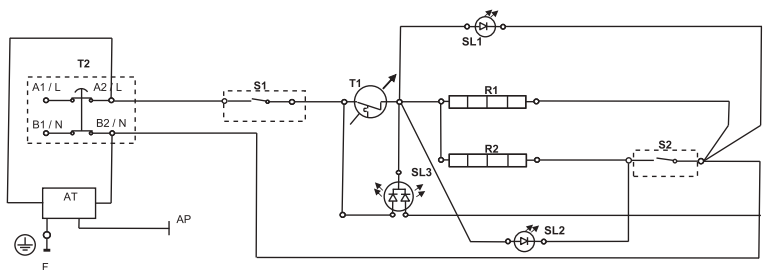 SL1
T2
A1 / L
A2 / L
S1
T1
R1
B1 / N
B2 / N
R2
S2
SL3
AT
AP
SL2
F